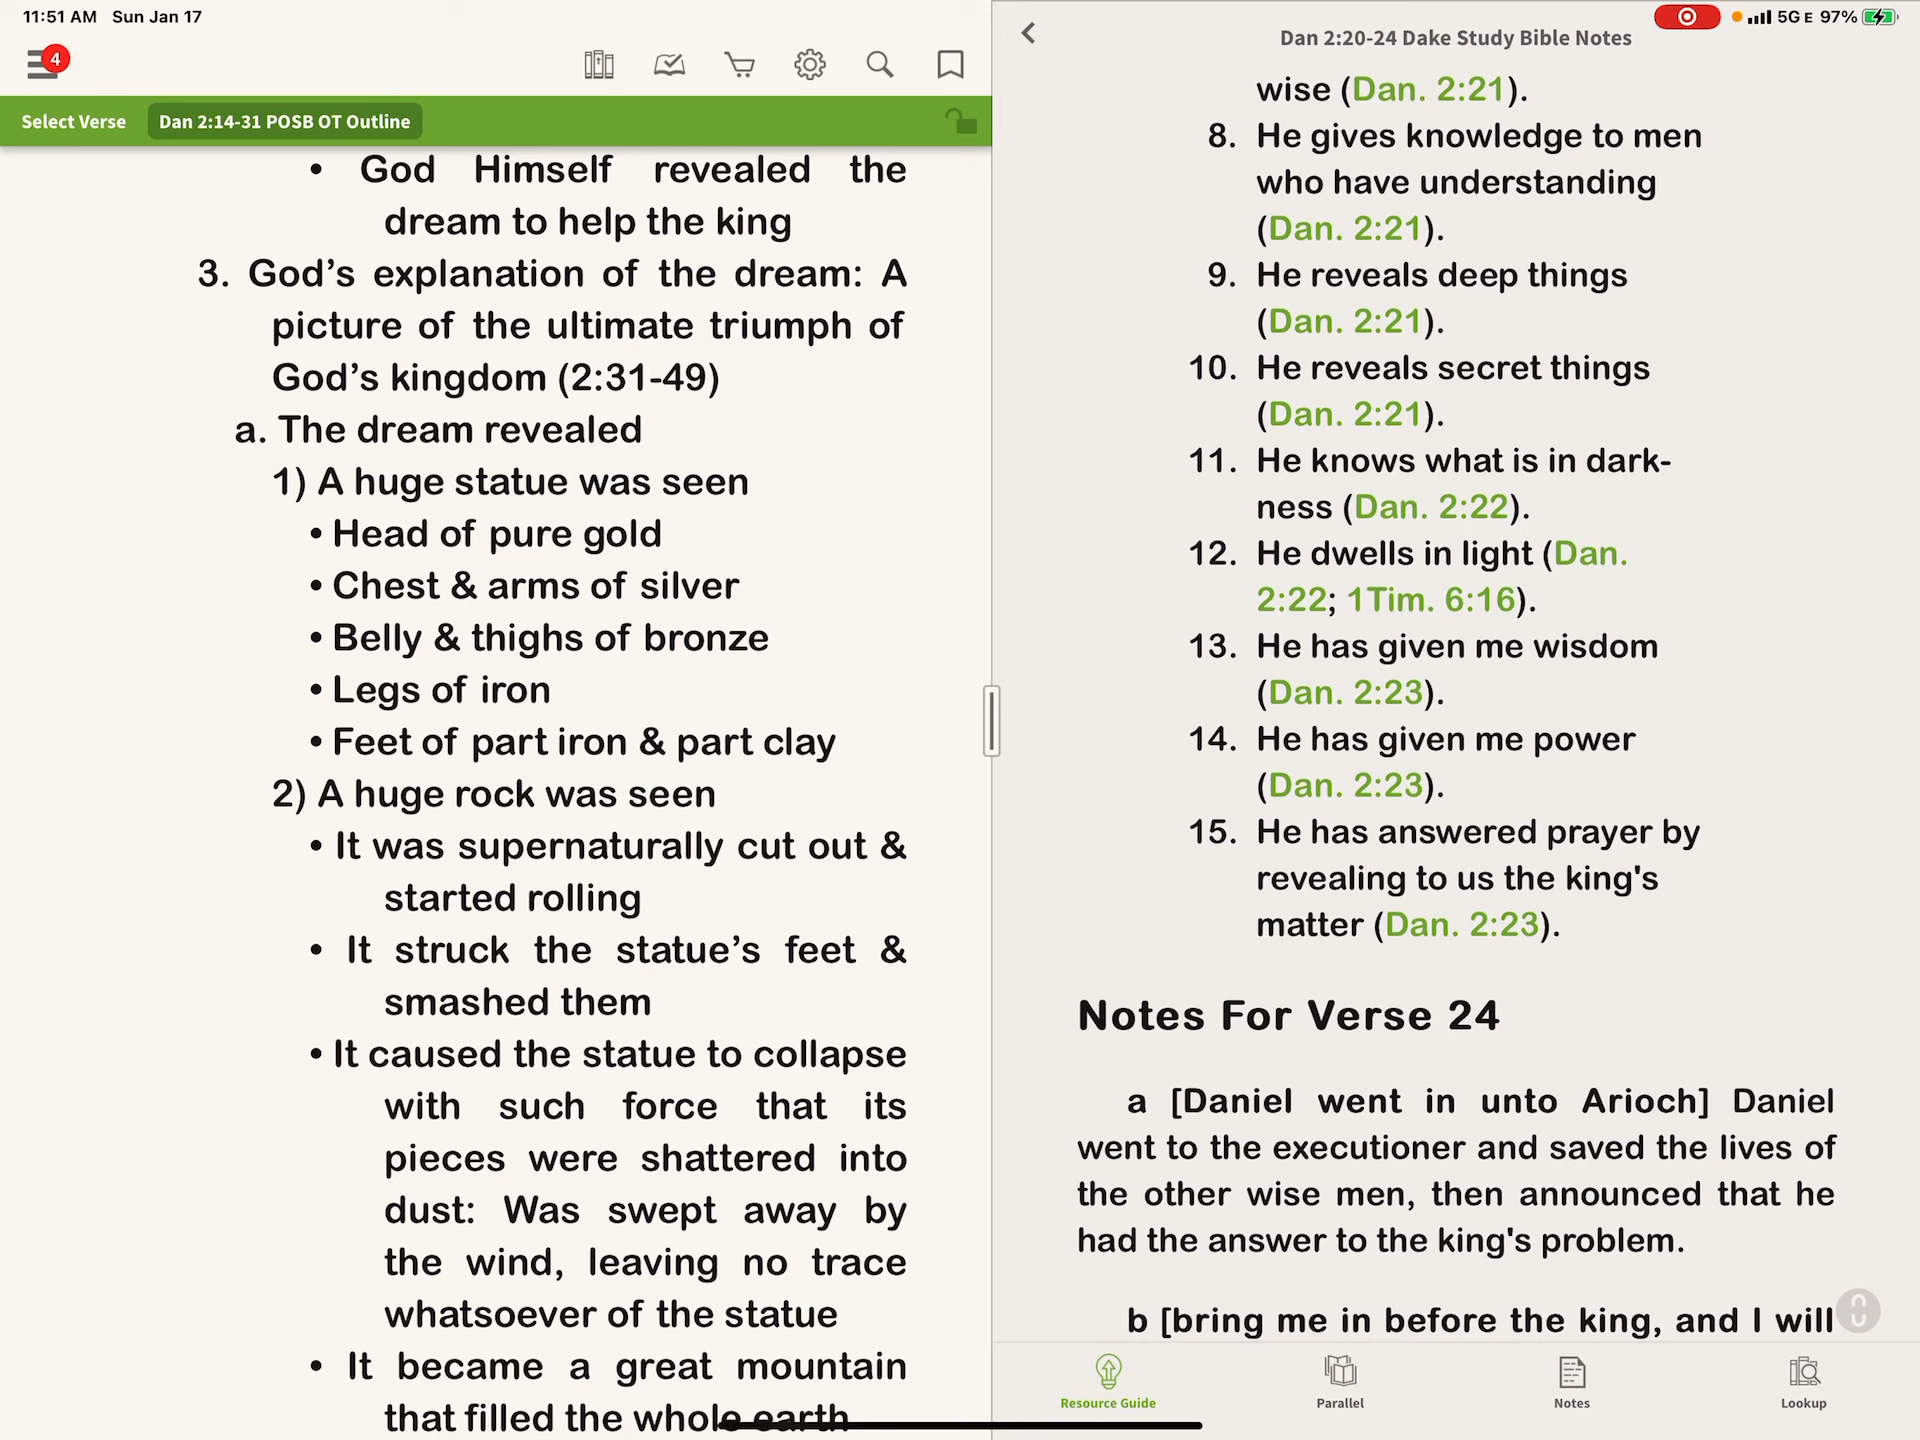 11:51 AM Sun Jan 17
4
Select Verse
Dan 2:14-31 POSB OT Outline
• God Himself revealed the
dream to help the king
3. God’s explanation of the dream: A
picture of the ultimate triumph of
God’s kingdom (2:31-49)
a. The dream revealed
1) A huge statue was seen
• Head of pure gold
• Chest & arms of silver
• Belly & thighs of bronze
• Legs of iron
• Feet of part iron & part clay
2) A huge rock was seen
• It was supernaturally cut out &
started rolling
• It struck the statue’s feet &
smashed them
• It caused the statue to collapse
with such force that its
pieces were shattered into
dust: Was swept away by
the wind, leaving no trace
whatsoever of the statue
• It became a great mountain
that filled the whole earth
5G E 97%
Dan 2:20-24 Dake Study Bible Notes
wise (Dan. 2:21).
8. He gives knowledge to men
who have understanding
(Dan. 2:21).
9. He reveals deep things
(Dan. 2:21).
10. He reveals secret things
(Dan. 2:21).
11. He knows what is in dark-
ness (Dan. 2:22).
12. He dwells in light (Dan.
2:22; 1Tim. 6:16).
13. He has given me wisdom
(Dan. 2:23).
14. He has given me power
(Dan. 2:23).
15. He has answered prayer by
revealing to us the king's
matter (Dan. 2:23).
Notes For Verse 24
a [Daniel went in unto Arioch] Daniel
went to the executioner and saved the lives of
the other wise men, then announced that he
had the answer to the king's problem.
b [bring me in before the king, and I will
Resource Guide
Parallel
Notes
Lookup